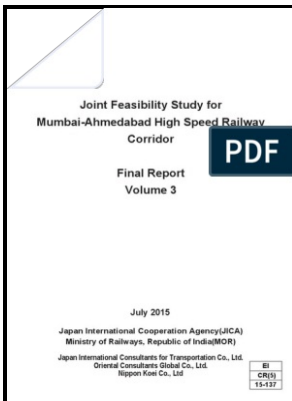 Joint Feasibility Study for
Mumbai-Ahmedabad High Speed Railway
Corridor
PDF
Final Report
Volume 3
July 2015
Japan International Cooperation Agency(JICA)
Ministry of Railways, Republic of India(MOR)
Japan International Consultants for Transportation Co., Ltd.
Oriental Consultants Global Co., Ltd.
Nippon Koei Co., Ltd
EI
CR(5)
15-137